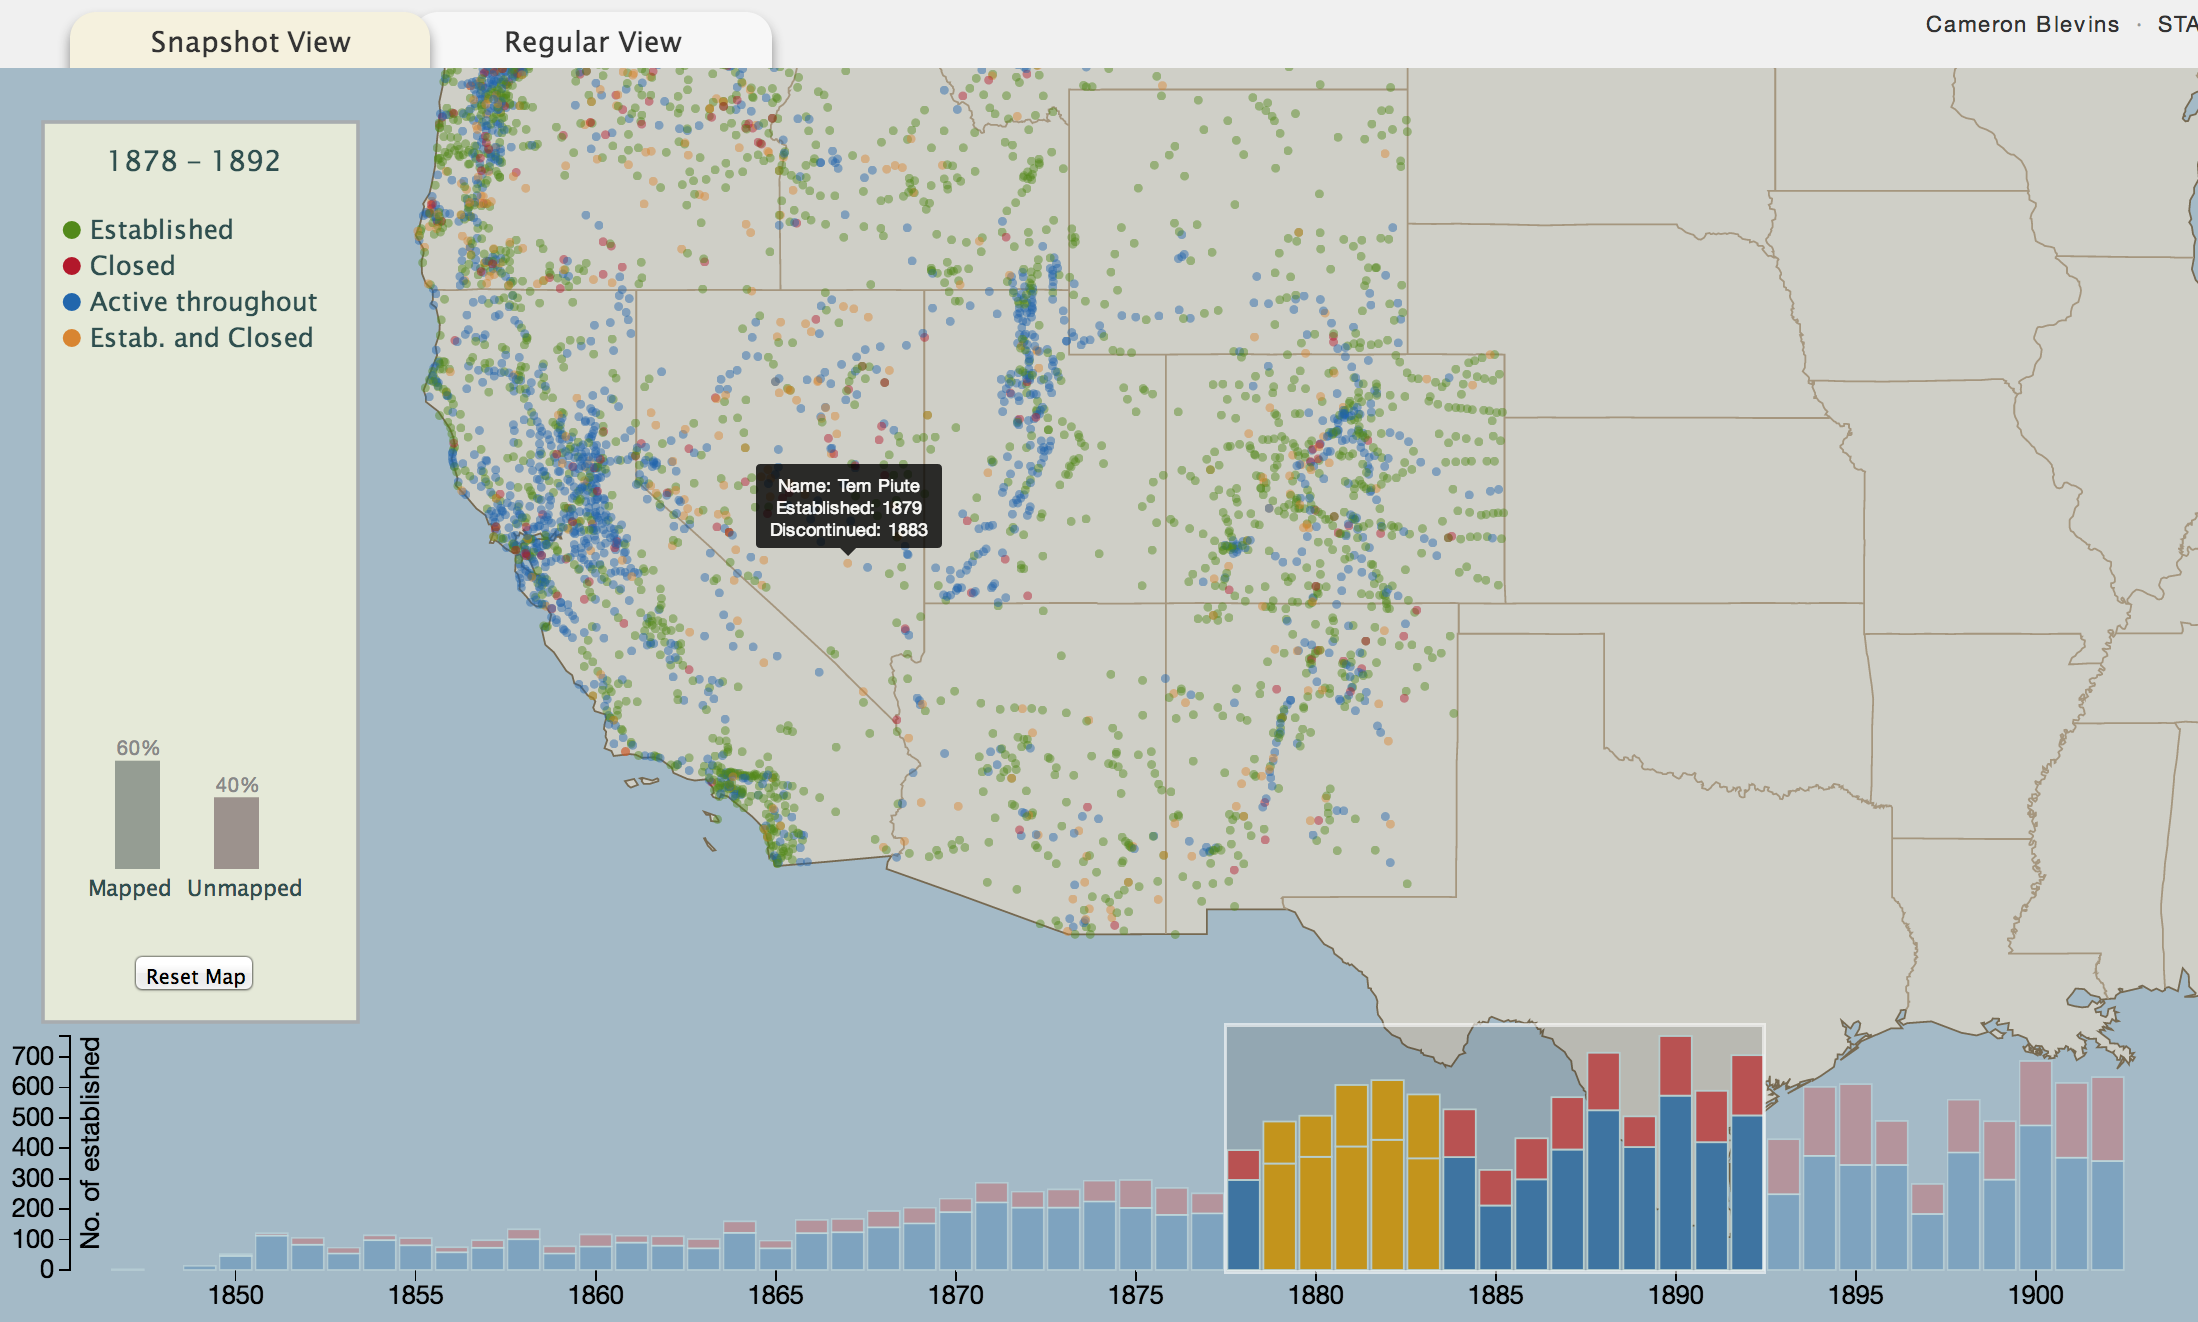 Snapshot View
Regular View
Cameron Blevins · STA
1878 – 1892
Established
Closed
Active throughout
Estab. and Closed
Name: Tem Piute
Established: 1879
Discontinued: 1883
60%
40%
Mapped
Unmapped
Reset Map
No. of established
700
600
500
400
300
200
100
0
1850
1855
1860
1865
1870
1875
1880
1885
1890
1895
1900